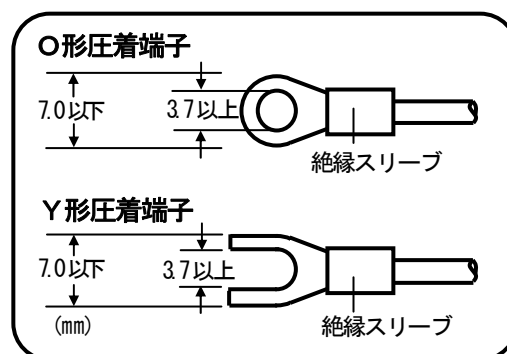 O形圧着端子
7.0以下
3.7以上
絶縁スリーブ
Y形圧着端子
7.0以下
3.7以上
(mm)
絶縁スリーブ